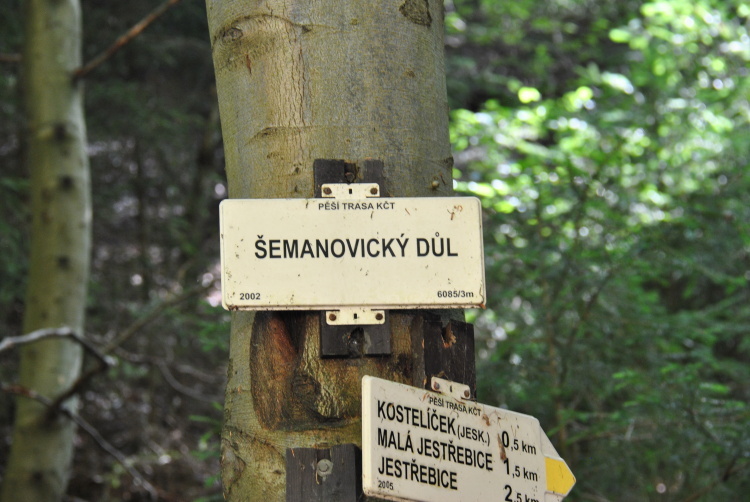 PĚŠÍ TRASA KČT
ŠEMANOVICKÝ DŮL
2002 6085/3m
PĚŠÍ TRASA KČT
KOSTELÍČEK (JESK.) 0,5 km
MALÁ JESTŘEBICE 1,5 km
JESTŘEBICE 2,5 km
2005